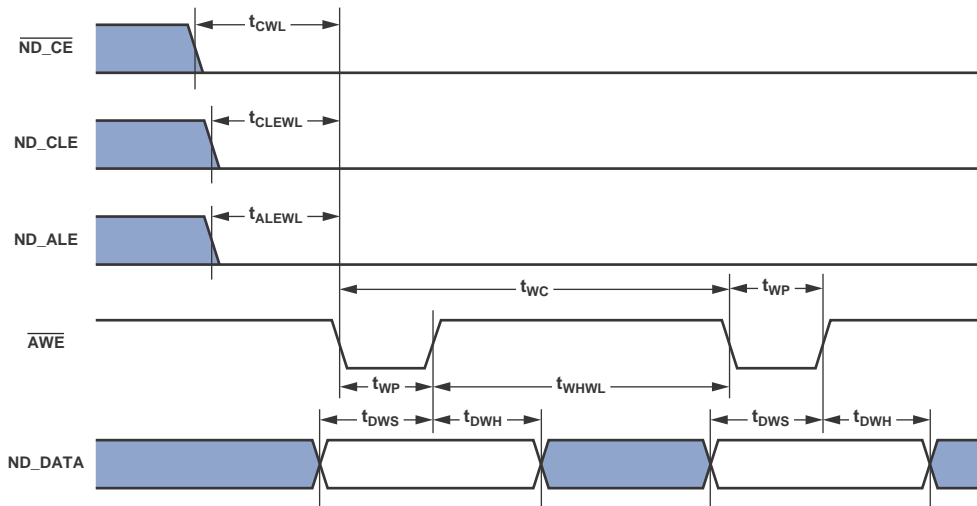 ND_CE
tCWL
ND_CLE
tCLEWL
ND_ALE
tALEWL
tWC
tWP
AWE
tWP
tWHWL
tDWS
tDWH
tDWS
tDWH
ND_DATA